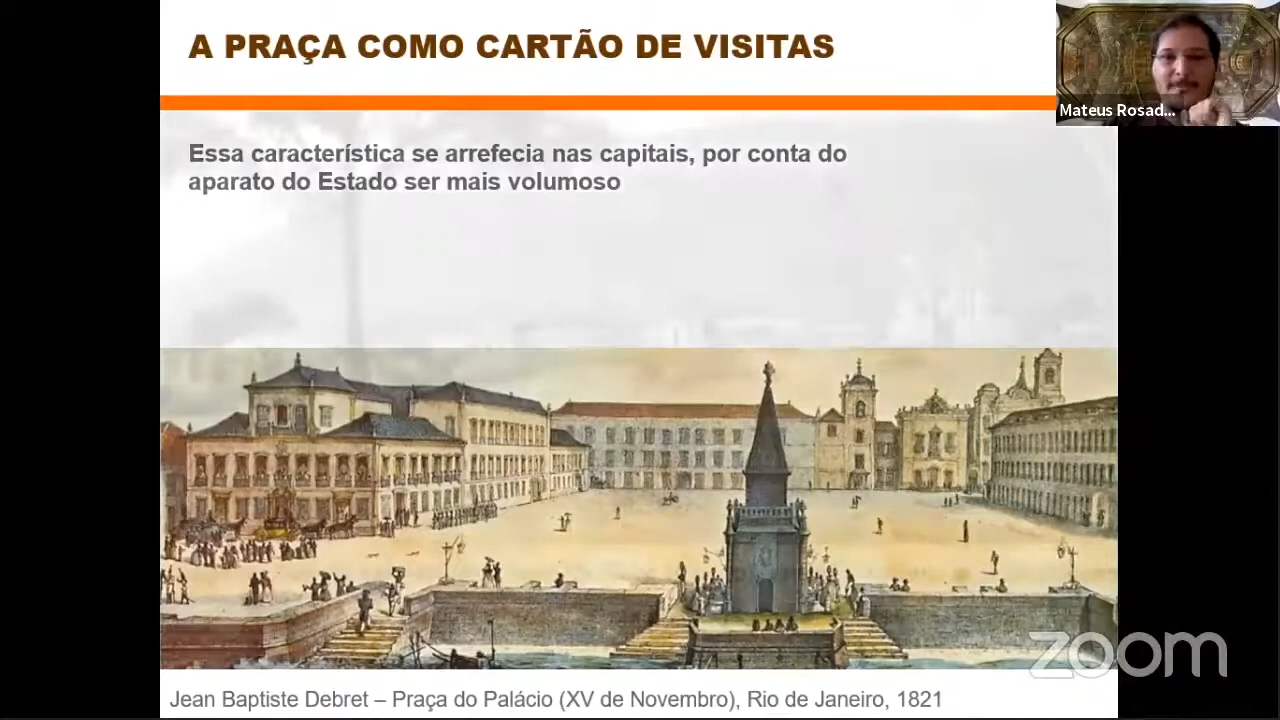 A PRAÇA COMO CARTÃO DE VISITAS
Mateus Rosad...
Essa característica se arrefecia nas capitais, por conta do
aparato do Estado ser mais volumoso
zoom
Jean Baptiste Debret – Praça do Palácio (XV de Novembro), Rio de Janeiro, 1821